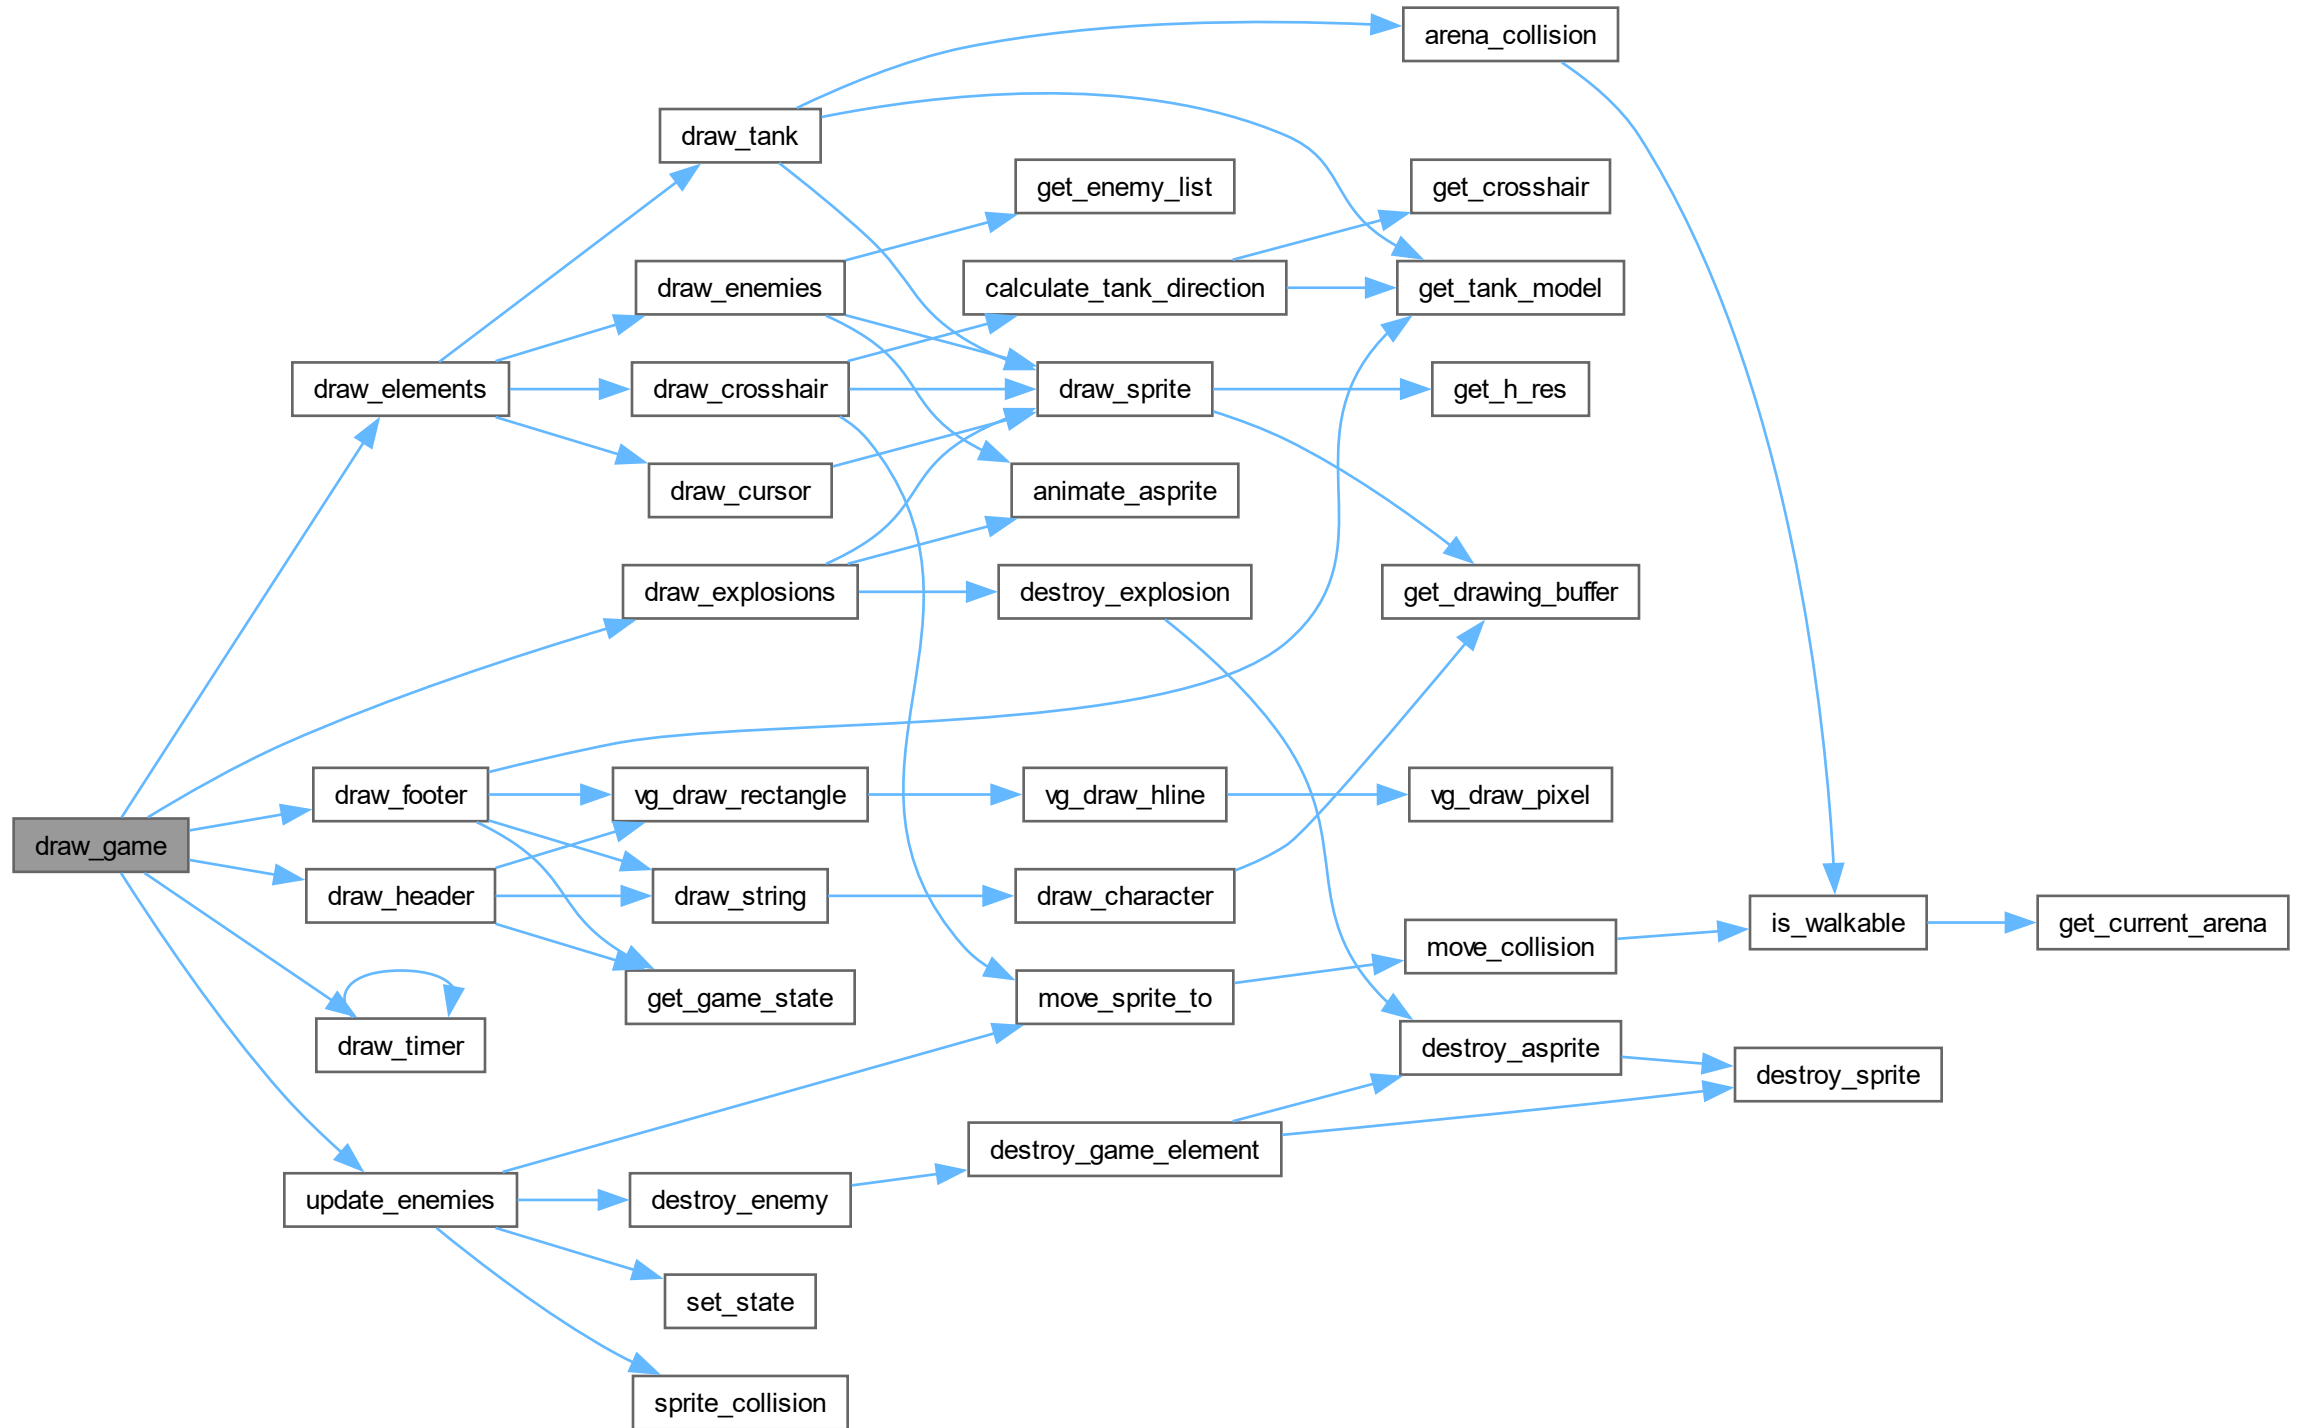 arena_collision
draw_tank
get_enemy_list
get_crosshair
draw_enemies
calculate_tank_direction
get_tank_model
draw_elements
draw_crosshair
draw_sprite
get_h_res
draw_cursor
animate_asprite
draw_explosions
destroy_explosion
get_drawing_buffer
draw_footer
vg_draw_rectangle
vg_draw_hline
vg_draw_pixel
draw_game
draw_header
draw_string
draw_character
is_walkable
get_current_arena
move_collision
get_game_state
move_sprite_to
draw_timer
destroy_asprite
destroy_sprite
destroy_game_element
update_enemies
destroy_enemy
set_state
sprite_collision